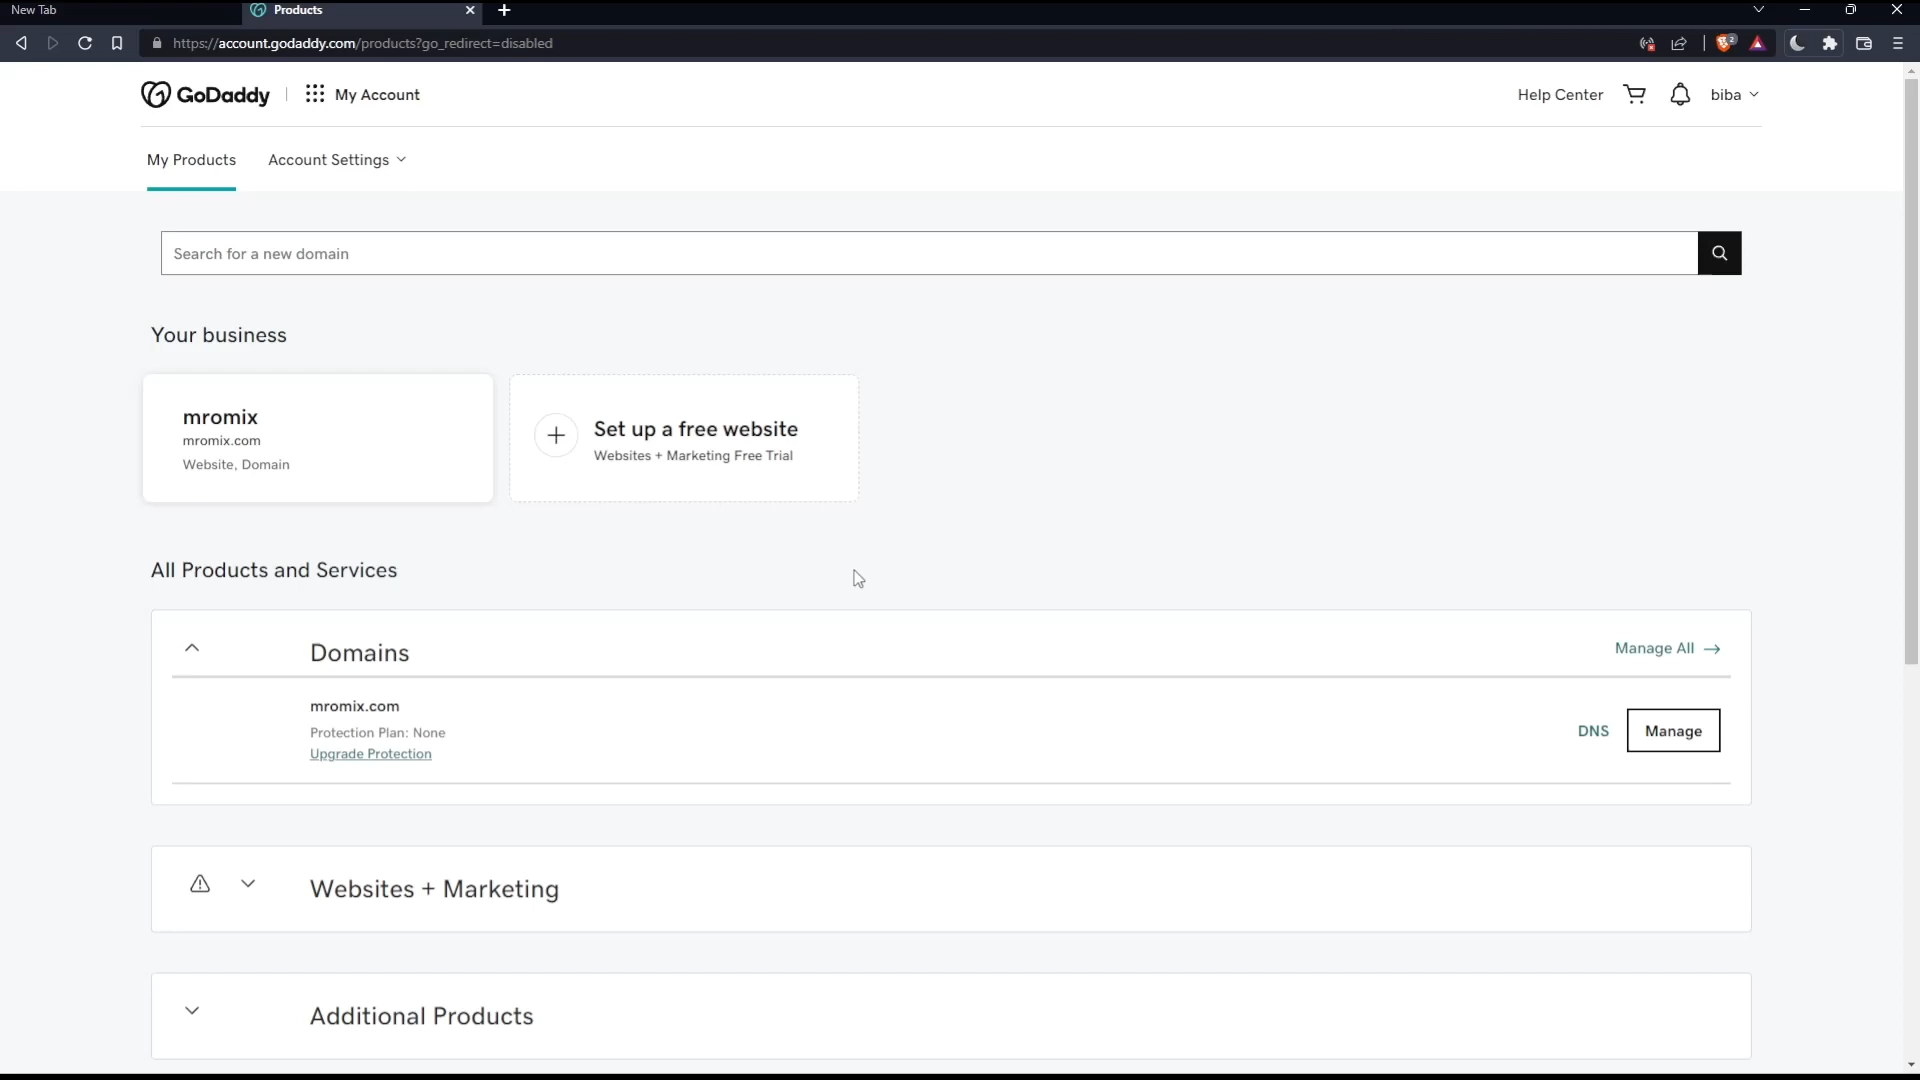 New Tab
Products
https://account.godaddy.com/products?go_redirect=disabled
2
GoDaddy
My Account
Help Center
biba
My Products
Account Settings
Search for a new domain
Your business
mromix
mromix.com
Website, Domain
Set up a free website
Websites + Marketing Free Trial
All Products and Services
Domains
Manage All →
mromix.com
Protection Plan: None
Upgrade Protection
DNS
Manage
Websites + Marketing
Additional Products